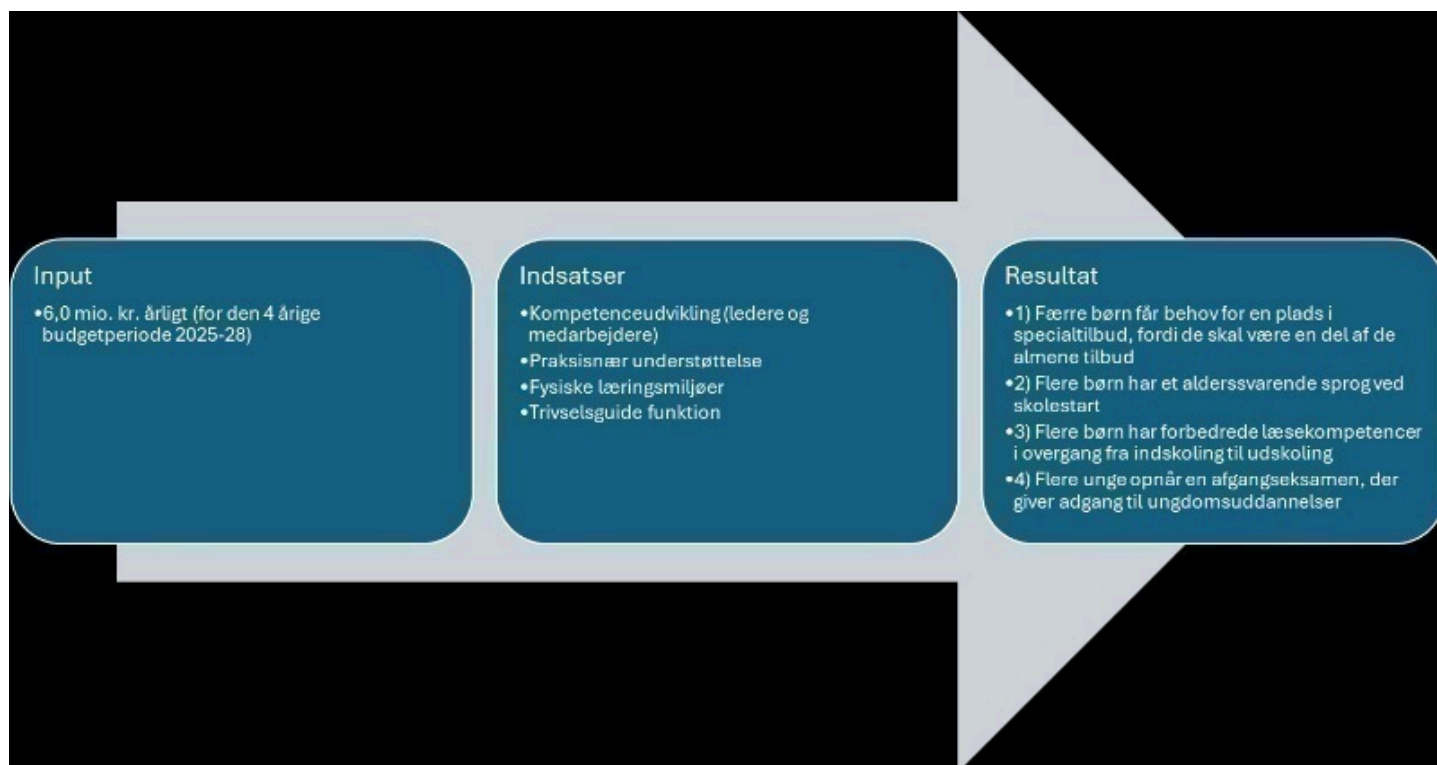 Input
•6,0 mio. kr. årligt (for den 4 årige
budgetperiode 2025-28)
Indsatser
•Kompetenceudvikling (ledere og
medarbejdere)
•Praksisnær understøttelse
•Fysiske læringsmiljøer
•Trivselsguide funktion
Resultat
•1) Færre børn får behov for en plads i
specialtilbud, fordi de skal være en del af de
almene tilbud
•2) Flere børn har et alderssvarende sprog ved
skolestart
•3) Flere børn har forbedrede læsekompetencer
i overgang fra indskoling til udskoling
•4) Flere unge opnår en afgangseksamen, der
giver adgang til ungdomsuddannelser